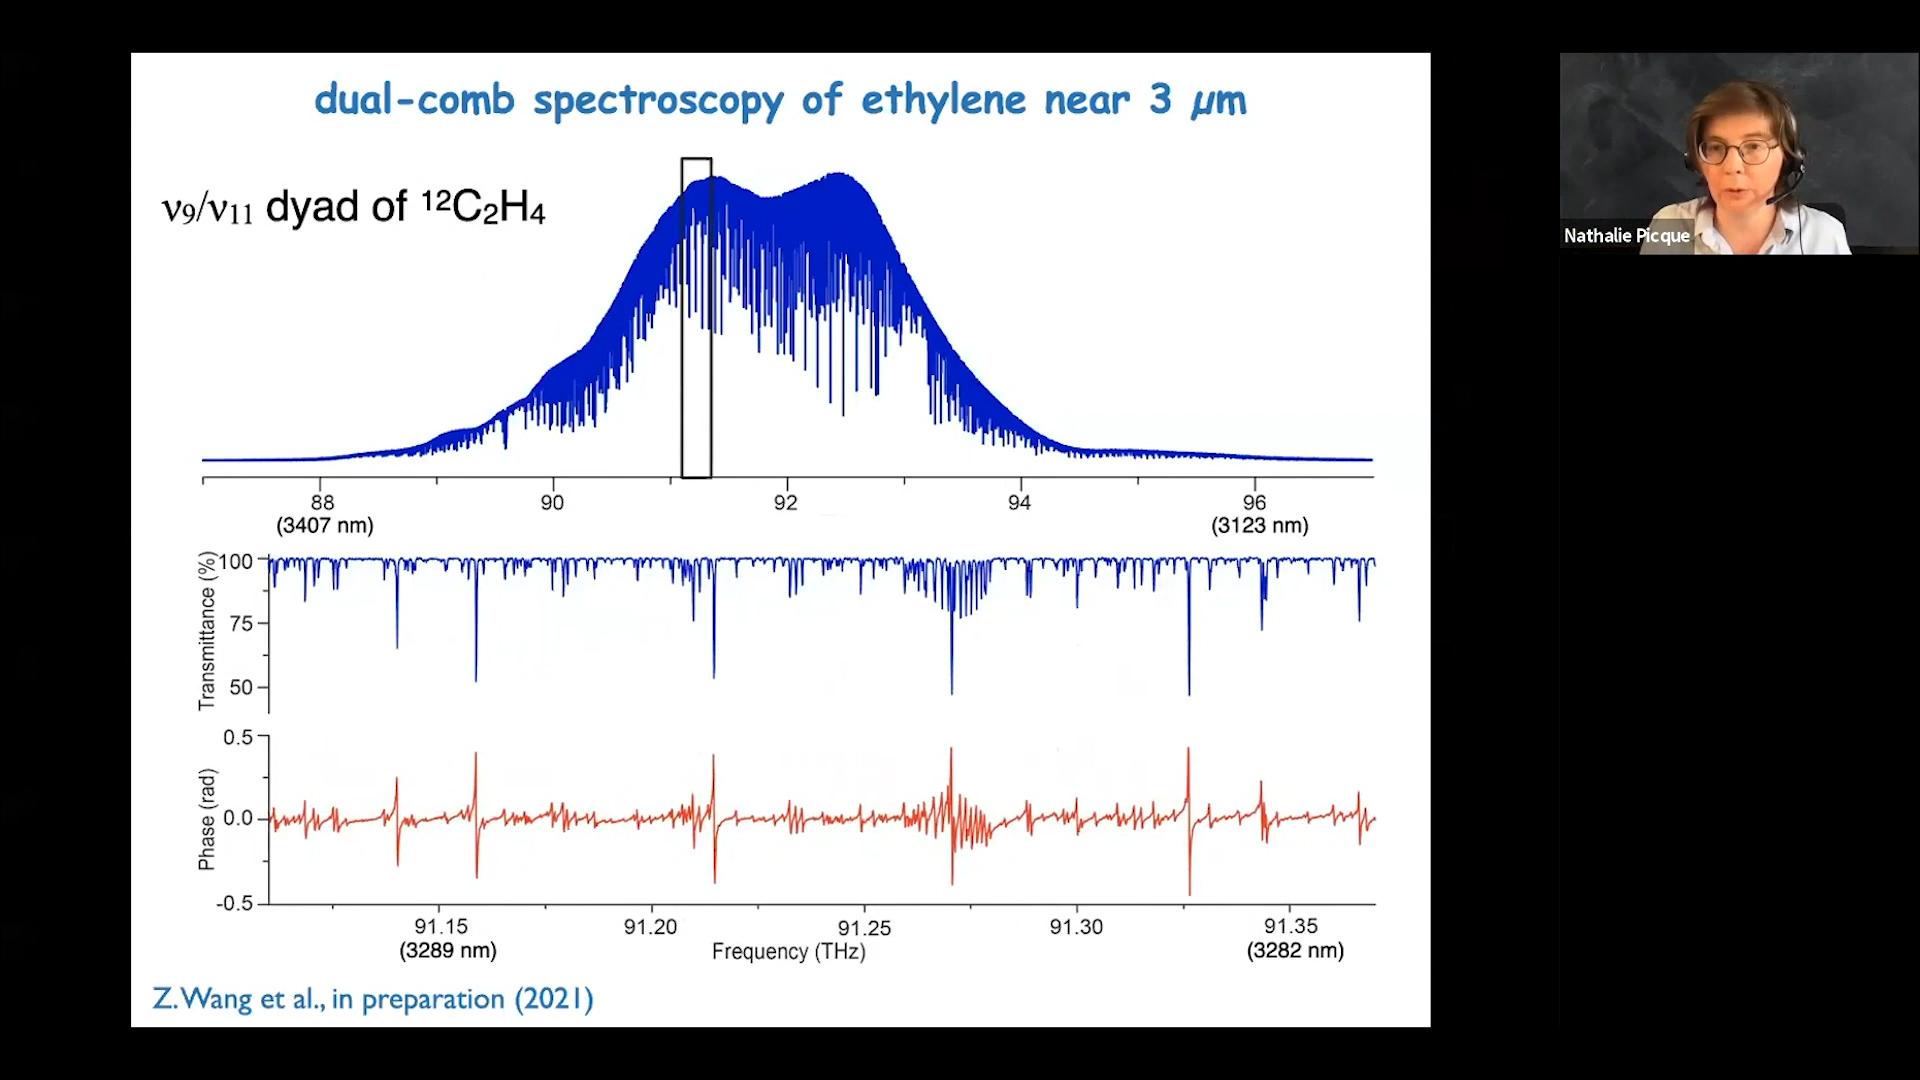 dual-comb spectroscopy of ethylene near 3 µm
ν9/ν11 dyad of ¹²C₂H₄
Nathalie Picque
88
90
92
94
96
(3407 nm)
(3123 nm)
Transmittance (%)
100
75
50
Phase (rad)
0.5
0.0
-0.5
91.15
91.20
91.25
91.30
91.35
(3289 nm)
Frequency (THz)
(3282 nm)
Z. Wang et al., in preparation (2021)